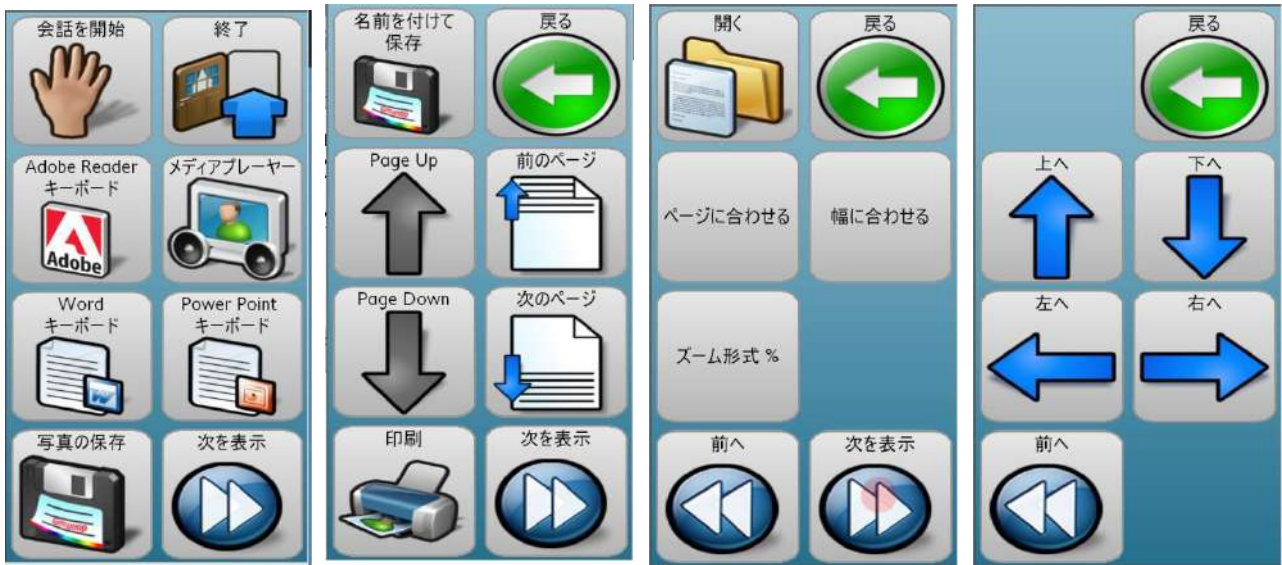 会話を開始
終了
Adobe Reader
キーボード
Adobe
メディアプレーヤー
Word
キーボード
W
Power Point
キーボード
写真の保存
次を表示
名前を付けて
保存
戻る
Page Up
前のページ
Page Down
次のページ
印刷
次を表示
開く
戻る
ページに合わせる
幅に合わせる
ズーム形式 %
前へ
次を表示
戻る
上へ
下へ
左へ
右へ
前へ